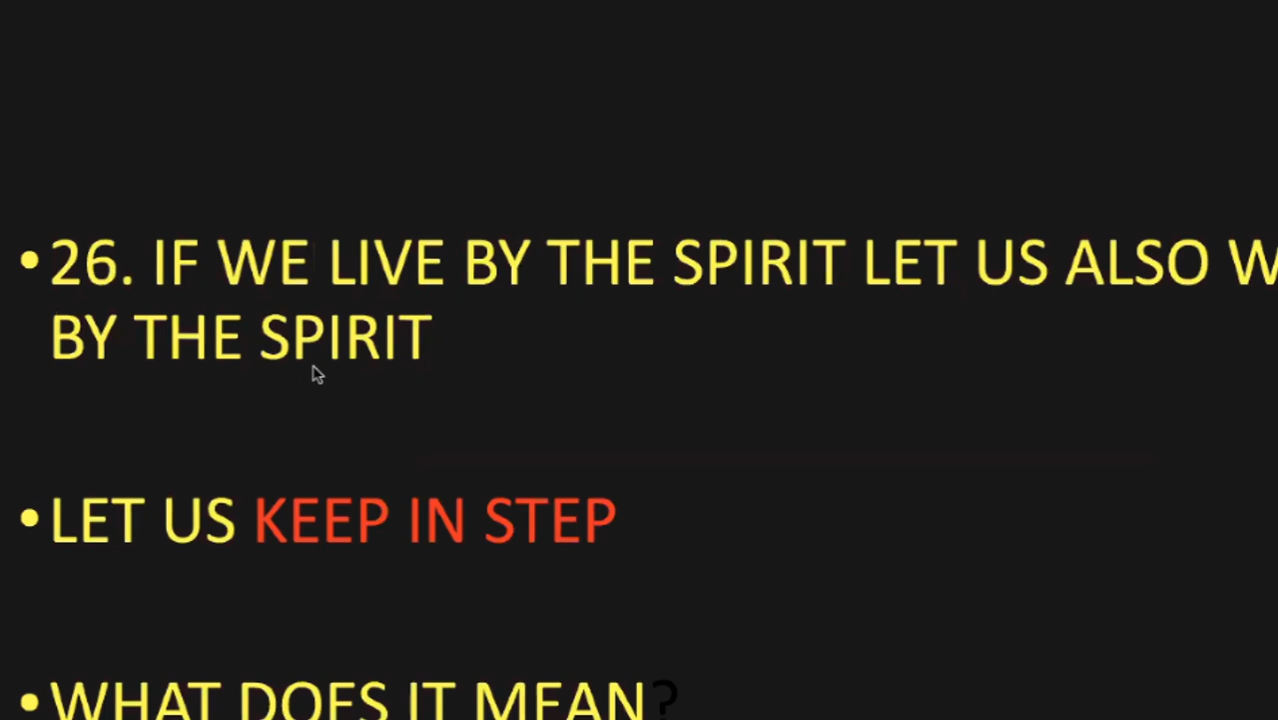 •26. IF WE LIVE BY THE SPIRIT LET US ALSO
BY THE SPIRIT
•LET US KEEP IN STEP
•WHAT DOES IT MEAN?